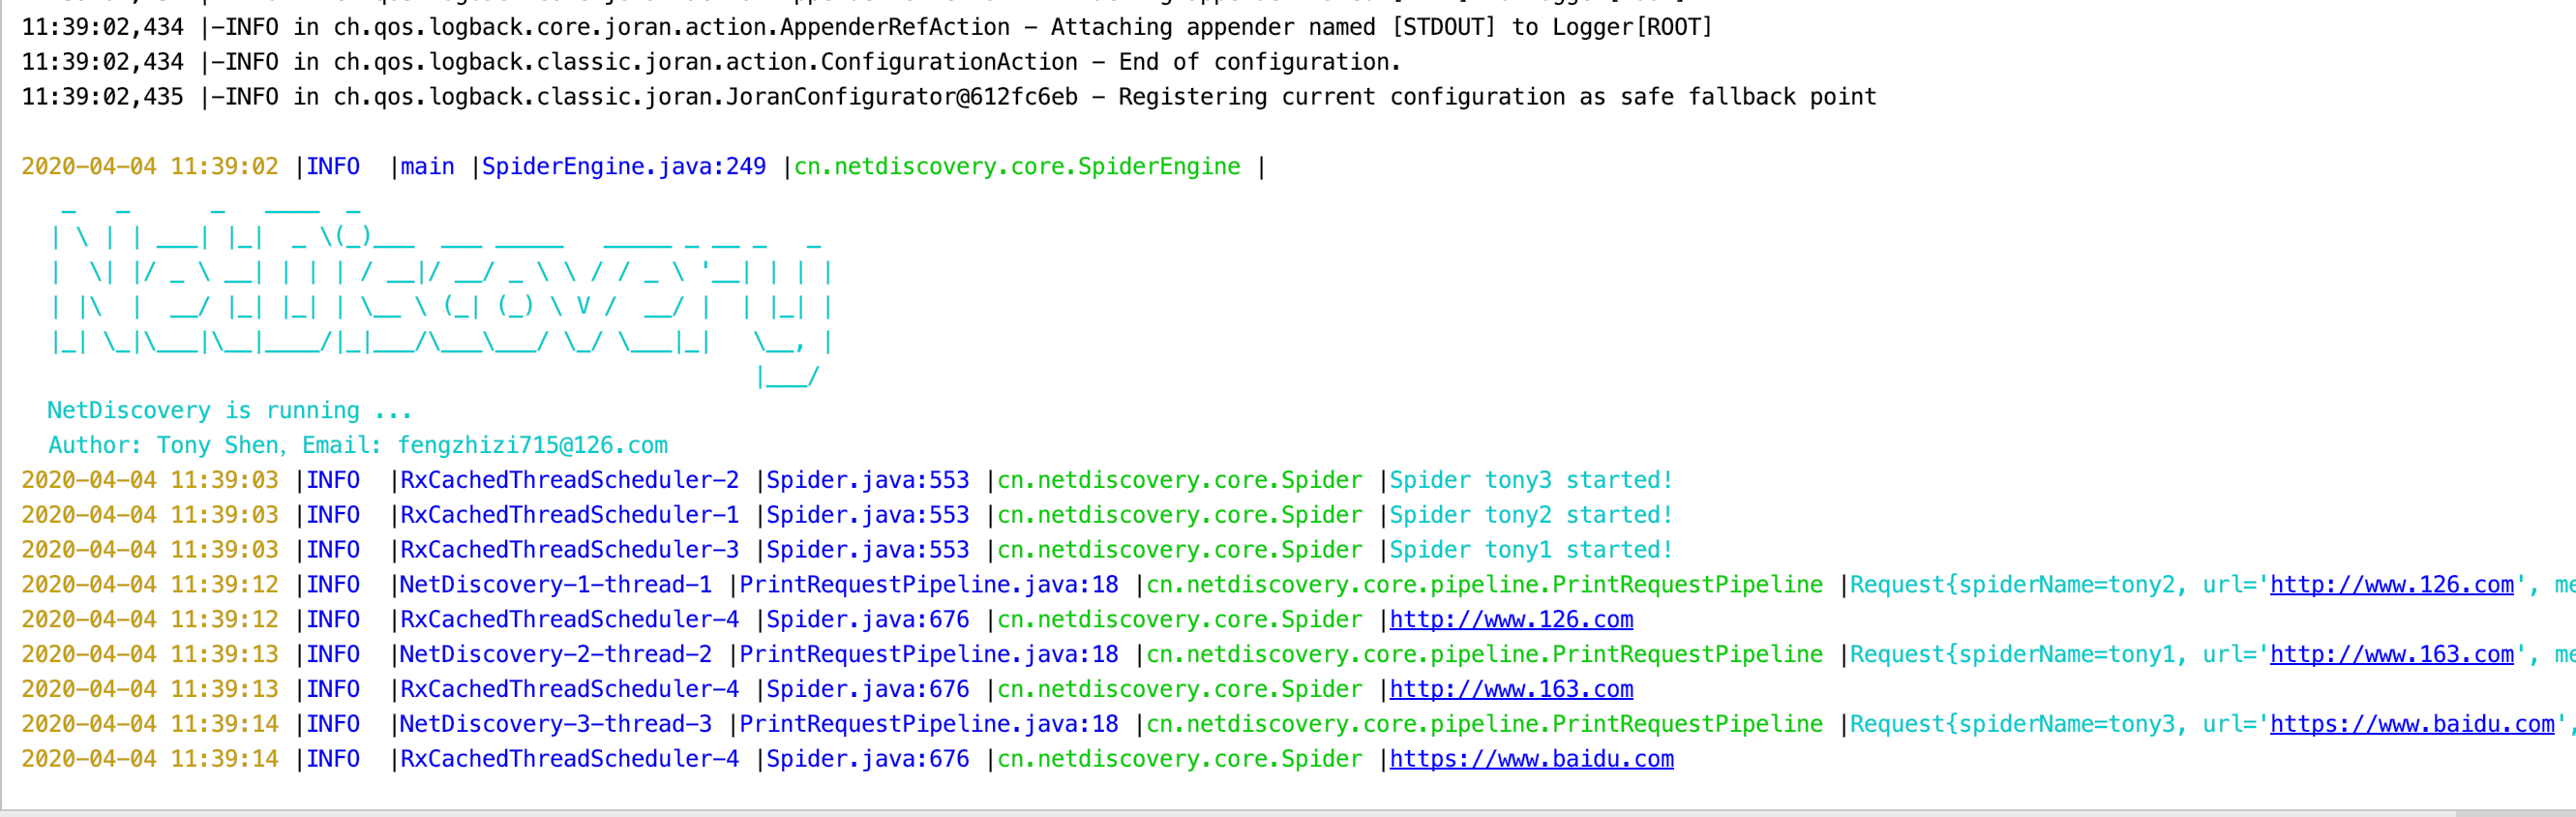 11:39:02,434 |-INFO in ch.qos.logback.core.joran.action.AppenderRefAction - Attaching appender named [STDOUT] to Logger[ROOT]
11:39:02,434 |-INFO in ch.qos.logback.classic.joran.action.ConfigurationAction - End of configuration.
11:39:02,435 |-INFO in ch.qos.logback.classic.joran.JoranConfigurator@612fc6eb - Registering current configuration as safe fallback point
2020-04-04 11:39:02 |INFO  |main |SpiderEngine.java:249 |cn.netdiscovery.core.SpiderEngine |
NetDiscovery
NetDiscovery is running ...
Author: Tony Shen, Email: fengzhizi715@126.com
2020-04-04 11:39:03 |INFO  |RxCachedThreadScheduler-2 |Spider.java:553 |cn.netdiscovery.core.Spider |Spider tony3 started!
2020-04-04 11:39:03 |INFO  |RxCachedThreadScheduler-1 |Spider.java:553 |cn.netdiscovery.core.Spider |Spider tony2 started!
2020-04-04 11:39:03 |INFO  |RxCachedThreadScheduler-3 |Spider.java:553 |cn.netdiscovery.core.Spider |Spider tony1 started!
2020-04-04 11:39:12 |INFO  |NetDiscovery-1-thread-1 |PrintRequestPipeline.java:18 |cn.netdiscovery.core.pipeline.PrintRequestPipeline |Request{spiderName=tony2, url='http://www.126.com', me
2020-04-04 11:39:12 |INFO  |RxCachedThreadScheduler-4 |Spider.java:676 |cn.netdiscovery.core.Spider |http://www.126.com
2020-04-04 11:39:13 |INFO  |NetDiscovery-2-thread-2 |PrintRequestPipeline.java:18 |cn.netdiscovery.core.pipeline.PrintRequestPipeline |Request{spiderName=tony1, url='http://www.163.com', me
2020-04-04 11:39:13 |INFO  |RxCachedThreadScheduler-4 |Spider.java:676 |cn.netdiscovery.core.Spider |http://www.163.com
2020-04-04 11:39:14 |INFO  |NetDiscovery-3-thread-3 |PrintRequestPipeline.java:18 |cn.netdiscovery.core.pipeline.PrintRequestPipeline |Request{spiderName=tony3, url='https://www.baidu.com',
2020-04-04 11:39:14 |INFO  |RxCachedThreadScheduler-4 |Spider.java:676 |cn.netdiscovery.core.Spider |https://www.baidu.com